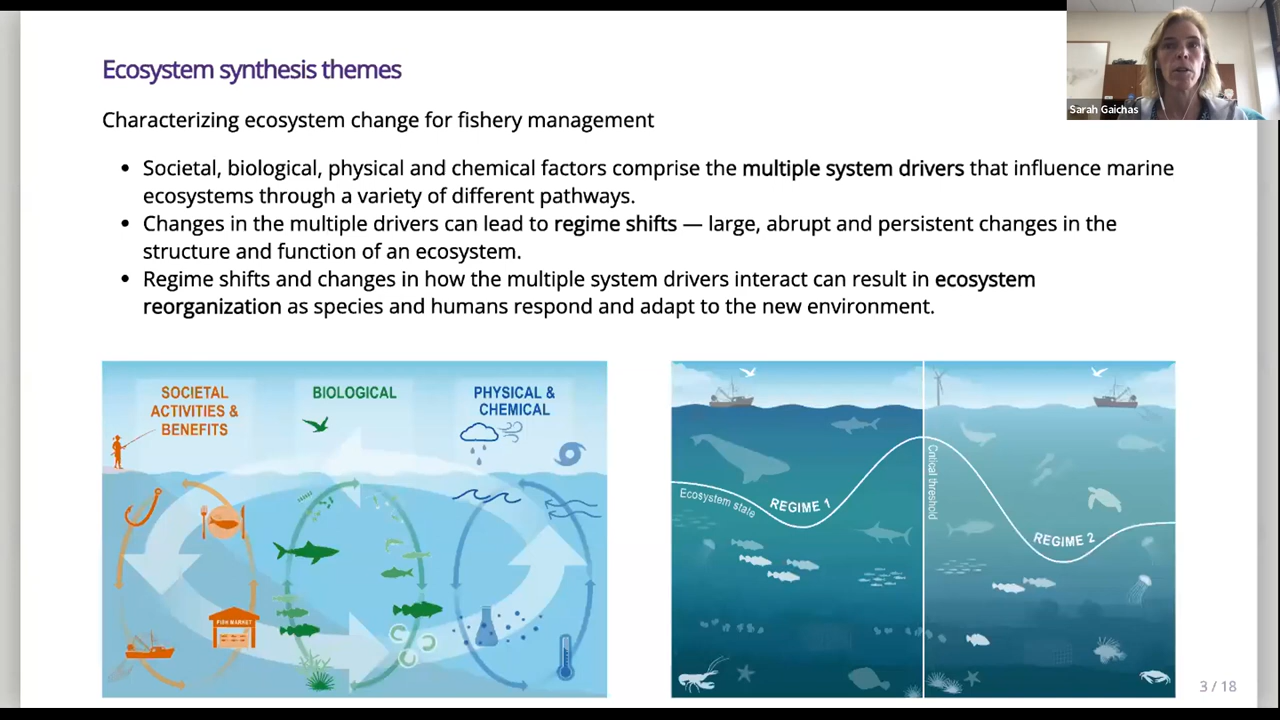 Ecosystem synthesis themes
Sarah Gaichas
Characterizing ecosystem change for fishery management
Societal, biological, physical and chemical factors comprise the multiple system drivers that influence marine
ecosystems through a variety of different pathways.
Changes in the multiple drivers can lead to regime shifts — large, abrupt and persistent changes in the
structure and function of an ecosystem.
Regime shifts and changes in how the multiple system drivers interact can result in ecosystem
reorganization as species and humans respond and adapt to the new environment.
SOCIETAL
ACTIVITIES &
BENEFITS
BIOLOGICAL
PHYSICAL &
CHEMICAL
FISH MARKET
Ecosystem state
REGIME 1
Critical threshold
REGIME 2
3 / 18